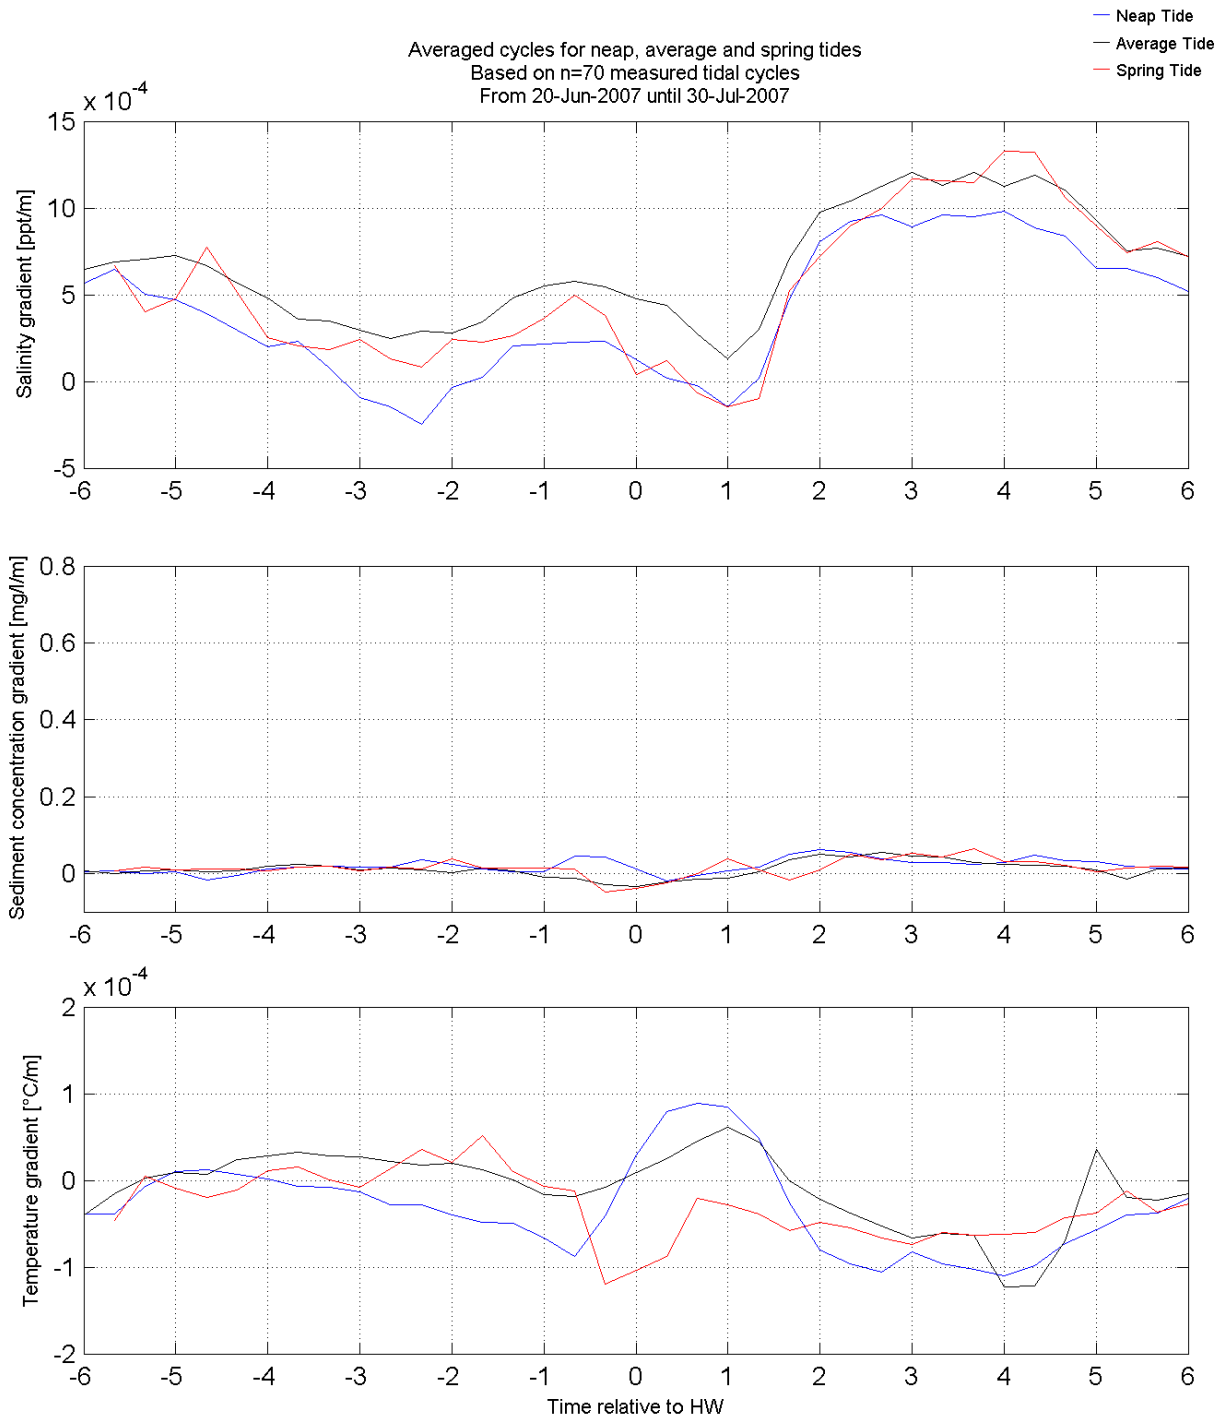 Neap Tide
Average Tide
Spring Tide
Averaged cycles for neap, average and spring tides
Based on n=70 measured tidal cycles
From 20-Jun-2007 until 30-Jul-2007
x 10^-4
15
10
5
0
-5
Salinity gradient [ppt/m]
-6 -5 -4 -3 -2 -1 0 1 2 3 4 5 6
0.8
0.6
0.4
0.2
0
Sediment concentration gradient [mg/l/m]
-6 -5 -4 -3 -2 -1 0 1 2 3 4 5 6
x 10^-4
2
1
0
-1
-2
Temperature gradient [°C/m]
-6 -5 -4 -3 -2 -1 0 1 2 3 4 5 6
Time relative to HW